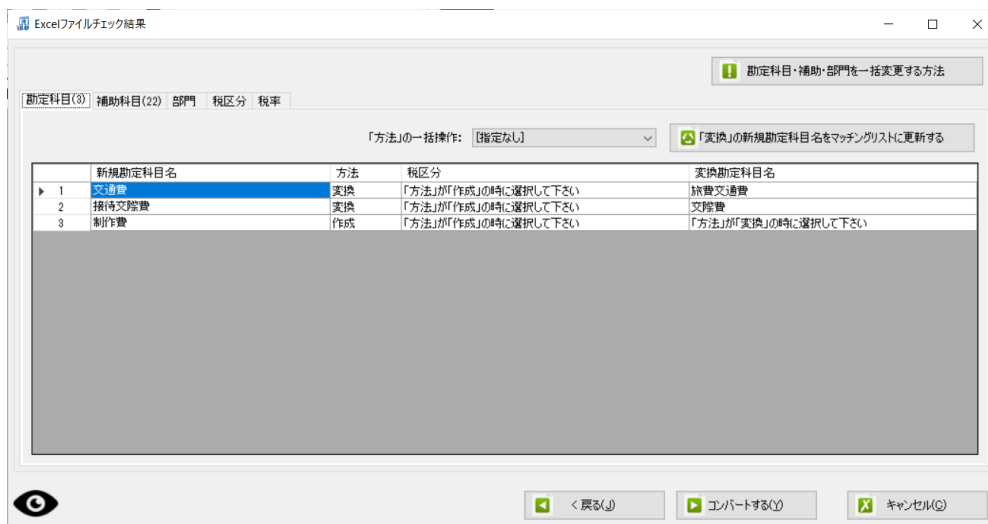 Excelファイルチェック結果
勘定科目・補助・部門を一括変更する方法
勘定科目(3) 補助科目(22) 部門 税区分 税率
「方法」の一括操作: [指定なし] 「変換」の新規勘定科目名をマッチングリストに更新する
新規勘定科目名 方法 税区分 変換勘定科目名
1 交通費 変換 「方法」が「作成」の時に選択して下さい 旅費交通費
2 接待交際費 変換 「方法」が「作成」の時に選択して下さい 交際費
3 制作費 作成 「方法」が「作成」の時に選択して下さい 「方法」が「変換」の時に選択して下さい
< 戻る(J) コンバートする(Y) キャンセル(C)